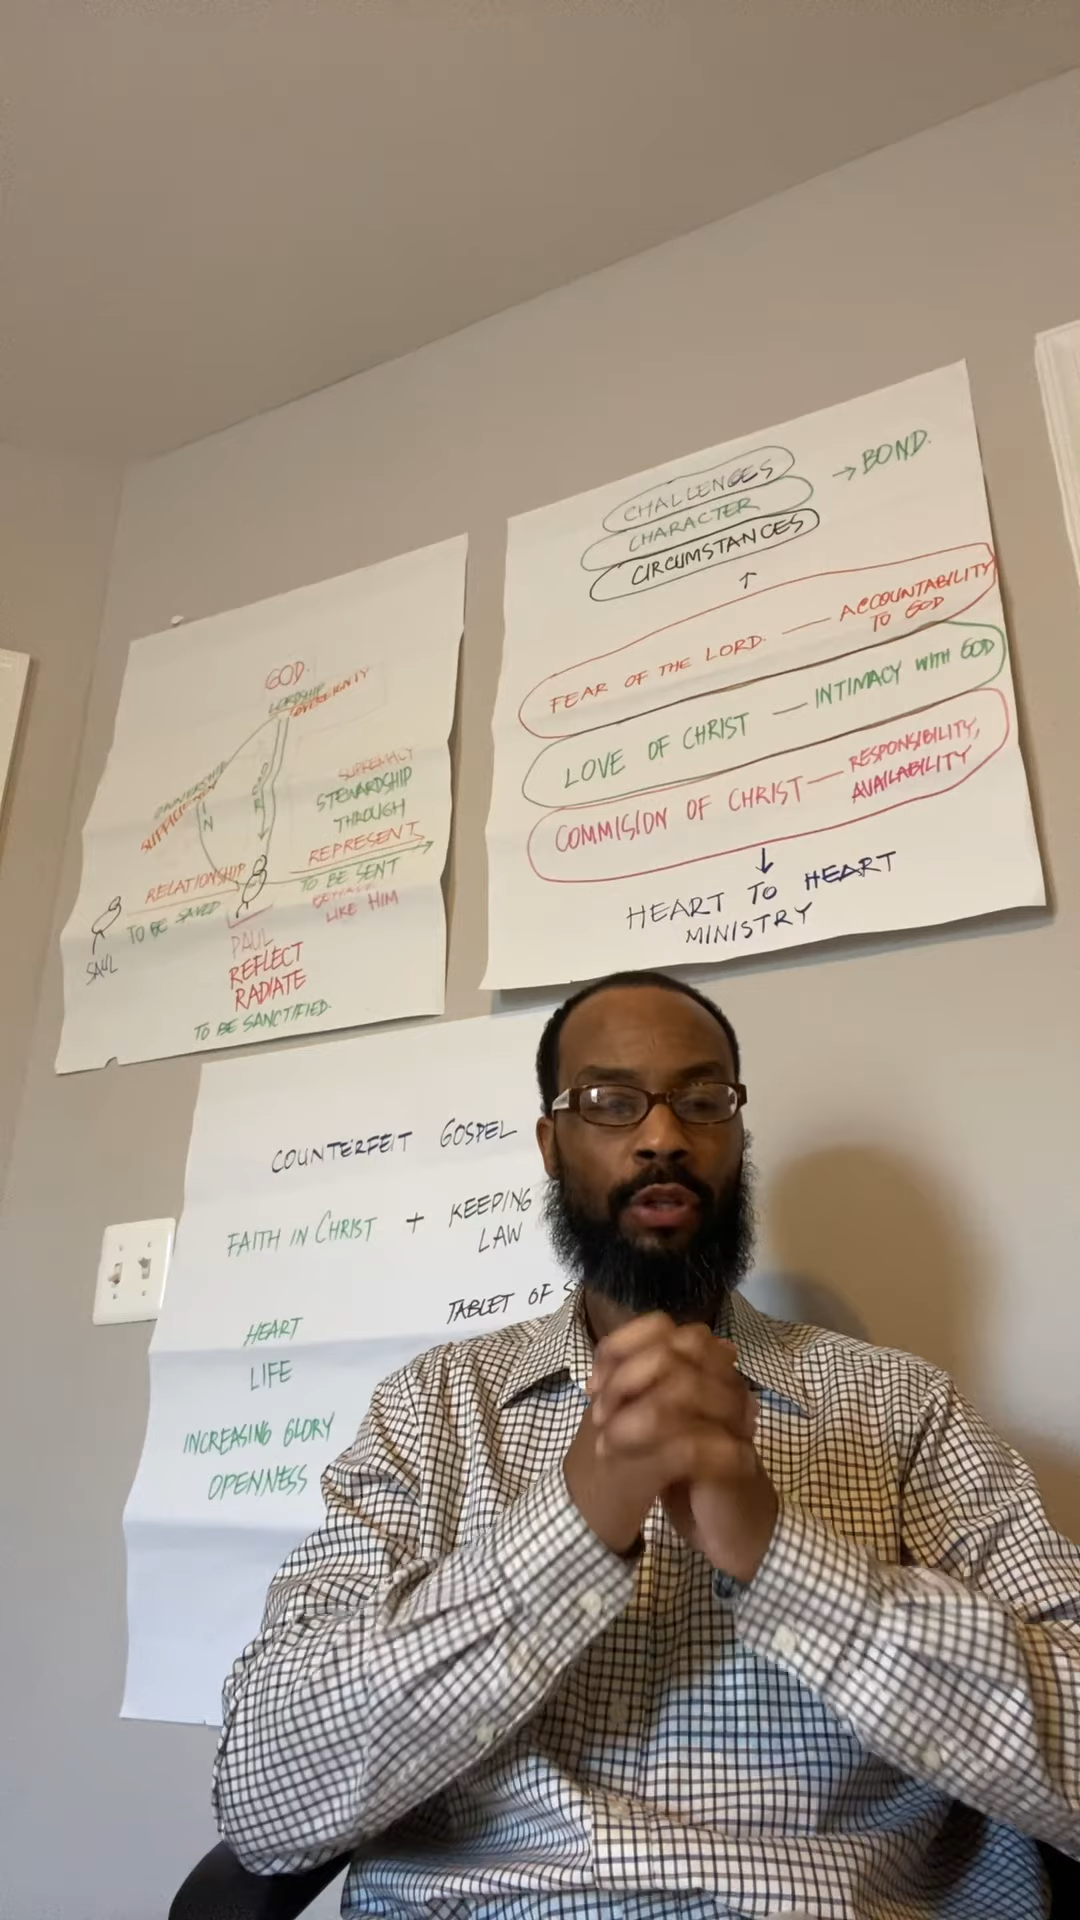 CHALLENGES
CHARACTER
CIRCUMSTANCES
→ BOND.
↑
FEAR OF THE LORD. — ACCOUNTABILITY
TO GOD
LOVE OF CHRIST — INTIMACY WITH GOD
COMMISION OF CHRIST — RESPONSIBILITY,
AVAILABILITY
↓
HEART TO HEART
MINISTRY
GOD.
LORDSHIP
SOVEREIGNTY
OWNERSHIP
SUFFICIENCY
IN
SUPREMACY
STEWARDSHIP
THROUGH
REPRESENT
TO BE SENT
LIKE HIM
RELATIONSHIP
TO BE SAVED
SAUL
PAUL
REFLECT
RADIATE
TO BE SANCTIFIED.
COUNTERFEIT GOSPEL
FAITH IN CHRIST + KEEPING
LAW
TABLET OF
HEART
LIFE
INCREASING GLORY
OPENNESS